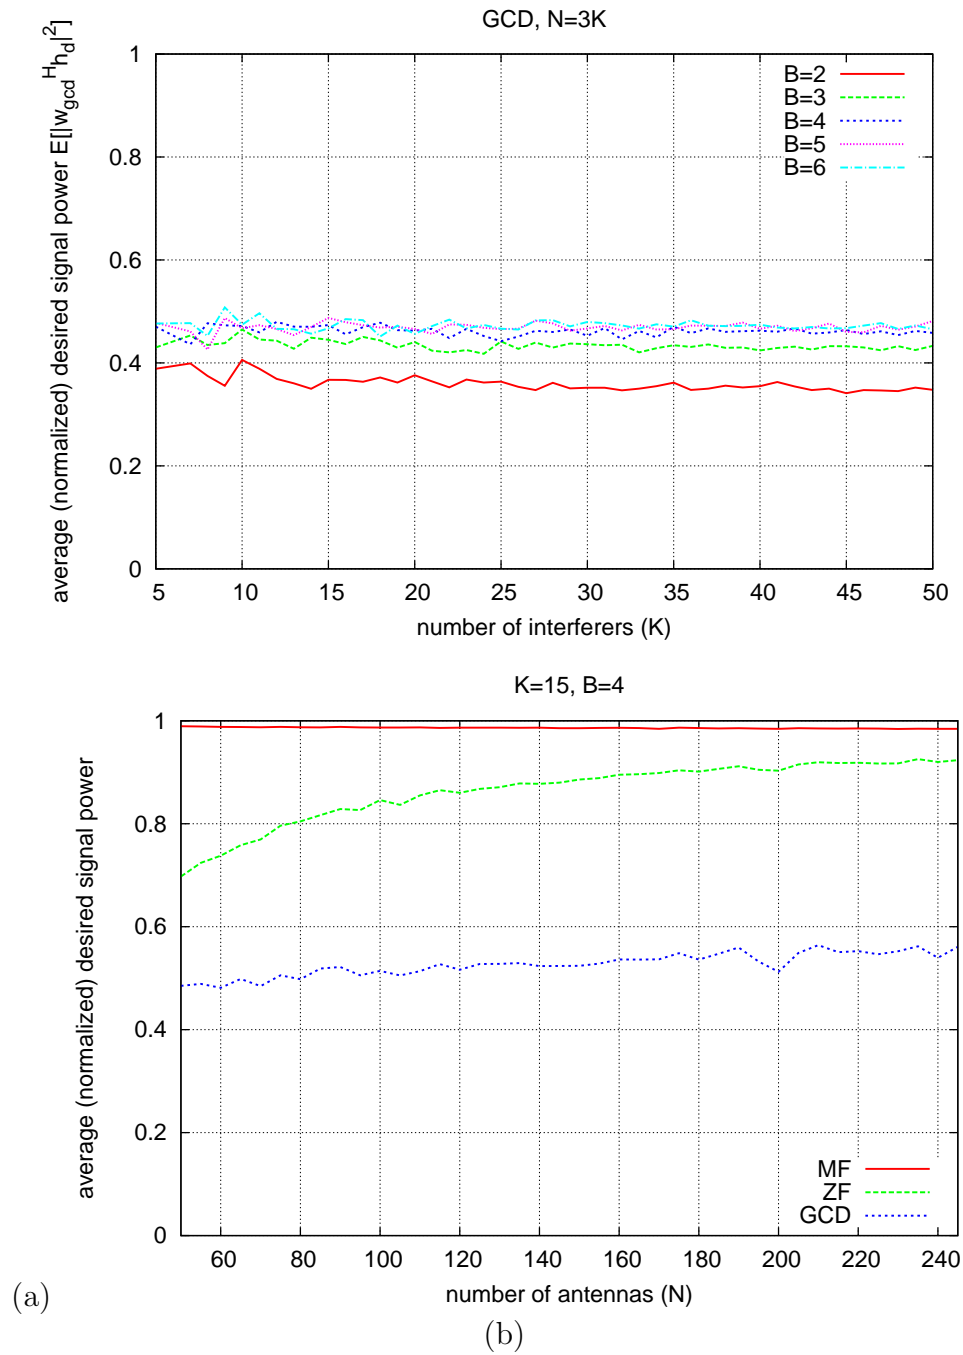 GCD, N=3K
average (normalized) desired signal power E[|w_gcd^H h_d|^2]
1
0.8
0.6
0.4
0.2
0
B=2
B=3
B=4
B=5
B=6
5 10 15 20 25 30 35 40 45 50
number of interferers (K)
K=15, B=4
average (normalized) desired signal power
1
0.8
0.6
0.4
0.2
0
MF
ZF
GCD
60 80 100 120 140 160 180 200 220 240
number of antennas (N)
(a)
(b)